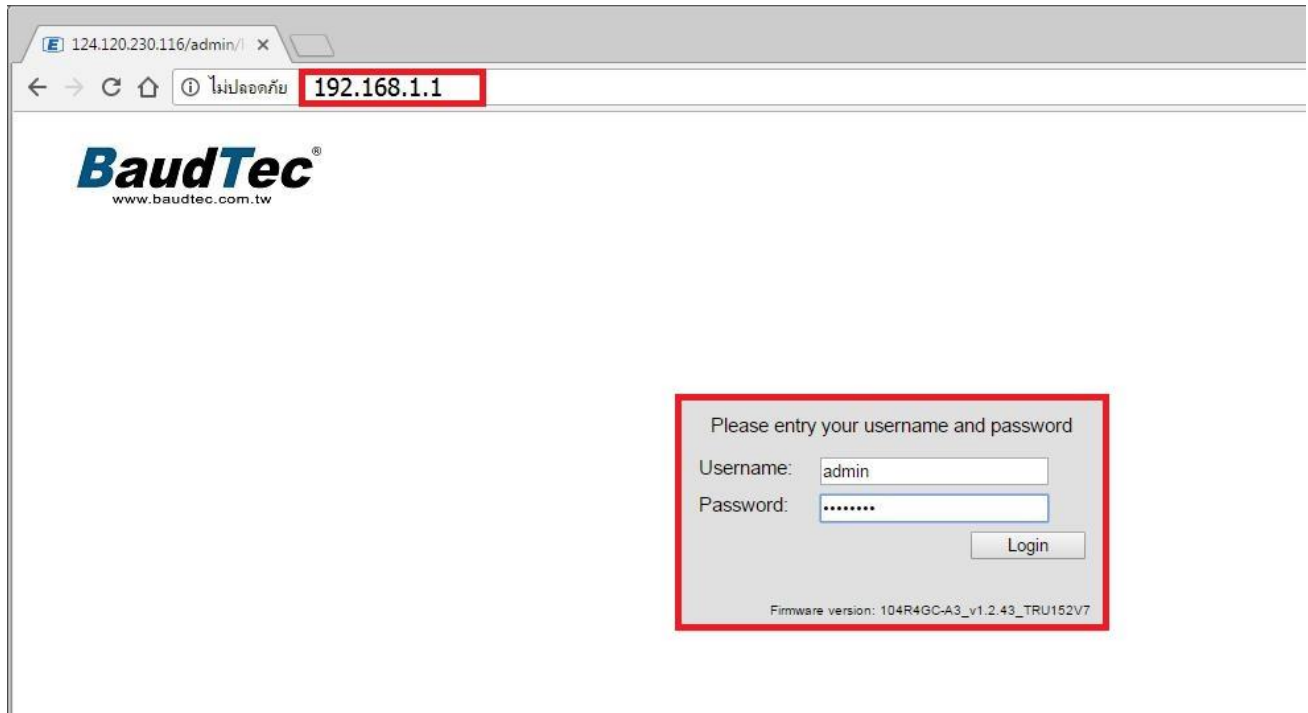 124.120.230.116/admin/
ไม่ปลอดภัย 192.168.1.1
BaudTec®
www.baudtec.com.tw
Please entry your username and password
Username: admin
Password: ••••••••
Login
Firmware version: 104R4GC-A3_v1.2.43_TRU152V7